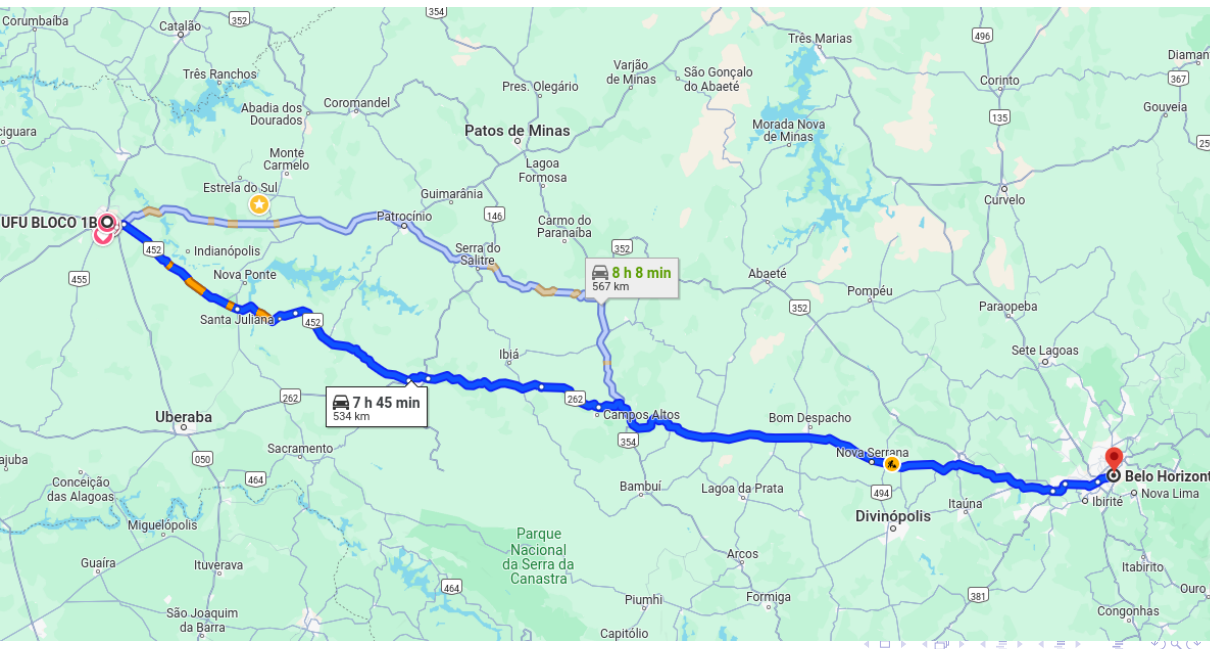 Corumbaíba
Catalão
352
354
Três Marias
496
Diaman
Três Ranchos
Varjão
de Minas
São Gonçalo
do Abaeté
Corinto
367
Pres. Olegário
Abadia dos
Dourados
Coromandel
Gouveia
ciguara
Patos de Minas
Morada Nova
de Minas
135
25
Monte
Carmelo
Lagoa
Formosa
Estrela do Sul
Guimarânia
Curvelo
UFU BLOCO 1B
Patrocínio
146
Carmo do
Paranaíba
452
Indianópolis
Serra do
Salitre
352
455
Nova Ponte
8 h 8 min
567 km
Abaeté
Pompéu
352
Paraopeba
Santa Juliana
452
Ibiá
Sete Lagoas
262
7 h 45 min
534 km
262
Uberaba
Campos Altos
Bom Despacho
354
Sacramento
Nova Serrana
ajuba
050
464
Belo Horizont
Conceição
das Alagoas
Bambuí
Lagoa da Prata
494
Itaúna
Ibirité
Nova Lima
Divinópolis
Miguelópolis
Parque
Nacional
da Serra da
Canastra
Guaíra
Ituverava
Arcos
Itabirito
464
Piumhi
Formiga
381
Ouro
São Joaquim
da Barra
Congonhas
Capitólio